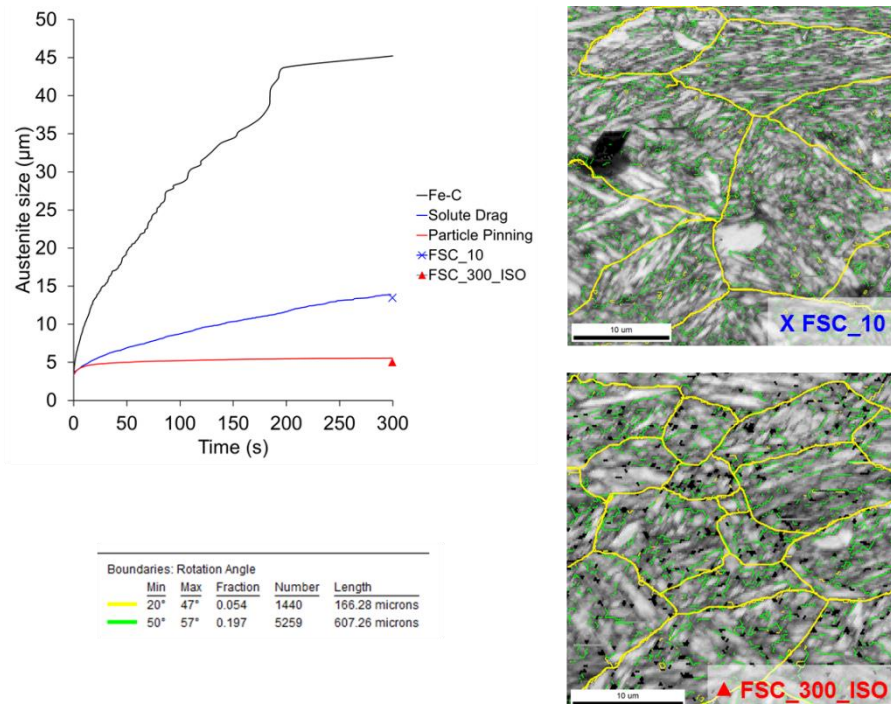 50
45
40
35
30
25
20
15
10
5
0
Austenite size (µm)
0 50 100 150 200 250 300
Time (s)
Fe-C
Solute Drag
Particle Pinning
FSC_10
FSC_300_ISO
10 um
X FSC_10
10 um
▲ FSC_300_ISO
Boundaries: Rotation Angle
Min Max Fraction Number Length
20° 47° 0.054 1440 166.28 microns
50° 57° 0.197 5259 607.26 microns